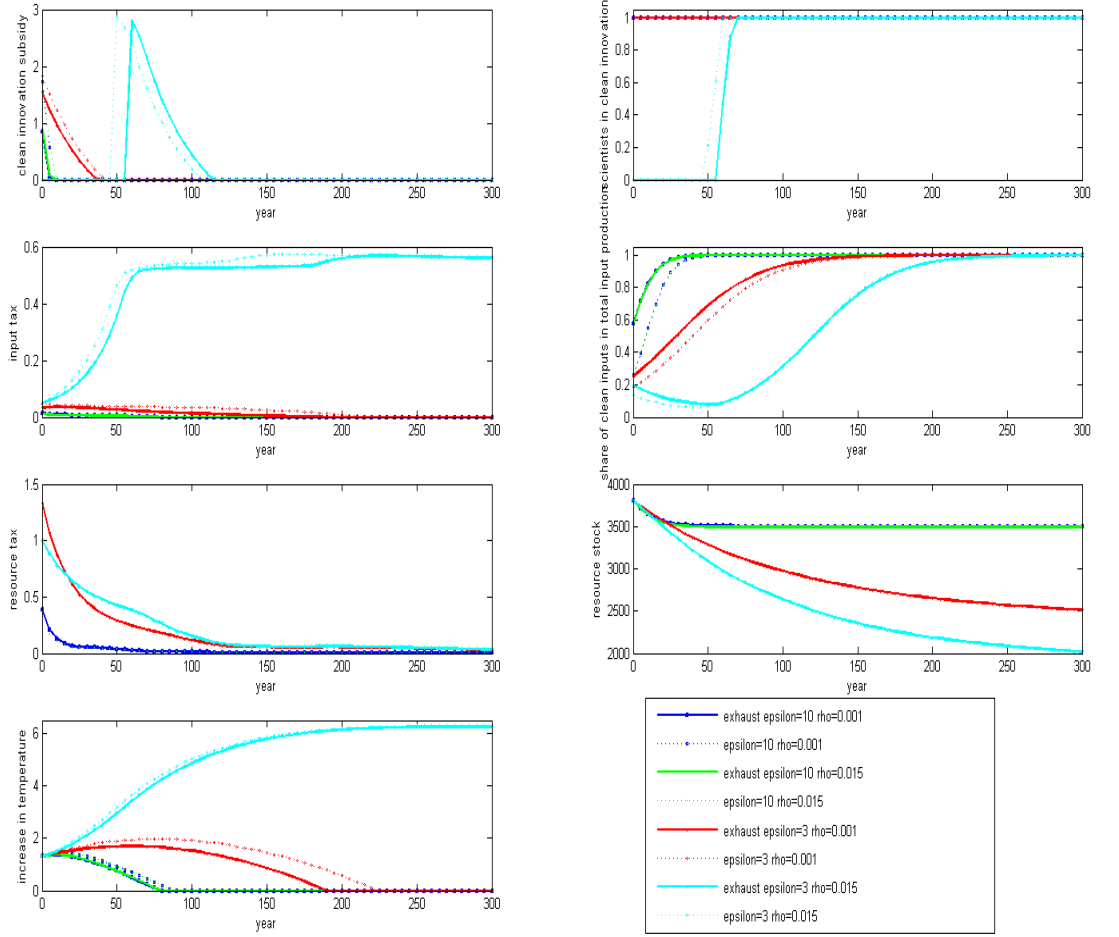 clean innovation subsidy
3
2
1
0
0 50 100 150 200 250 300
year
scientists in clean innovation
1
0.8
0.6
0.4
0.2
0
0 50 100 150 200 250 300
year
input tax
0.6
0.4
0.2
0
0 50 100 150 200 250 300
year
share of clean inputs in total input production
1
0.8
0.6
0.4
0.2
0
0 50 100 150 200 250 300
year
resource tax
1.5
1
0.5
0
0 50 100 150 200 250 300
year
resource stock
4000
3500
3000
2500
2000
0 50 100 150 200 250 300
year
increase in temperature
6
4
2
0
0 50 100 150 200 250 300
year
exhaust epsilon=10 rho=0.001
epsilon=10 rho=0.001
exhaust epsilon=10 rho=0.015
epsilon=10 rho=0.015
exhaust epsilon=3 rho=0.001
epsilon=3 rho=0.001
exhaust epsilon=3 rho=0.015
epsilon=3 rho=0.015